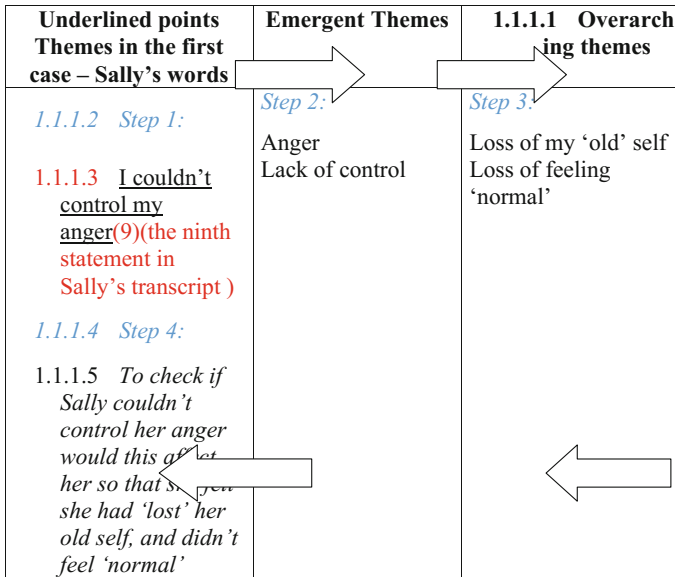 Underlined points
Themes in the first
case – Sally's words
Emergent Themes
1.1.1.1 Overarch
ing themes
1.1.1.2 Step 1:
1.1.1.3 I couldn't
control my
anger(9)(the ninth
statement in
Sally's transcript )
1.1.1.4 Step 4:
1.1.1.5 To check if
Sally couldn't
control her anger
would this affect
her so that she felt
she had 'lost' her
old self, and didn't
feel 'normal'
Step 2:
Anger
Lack of control
Step 3:
Loss of my 'old' self
Loss of feeling
'normal'